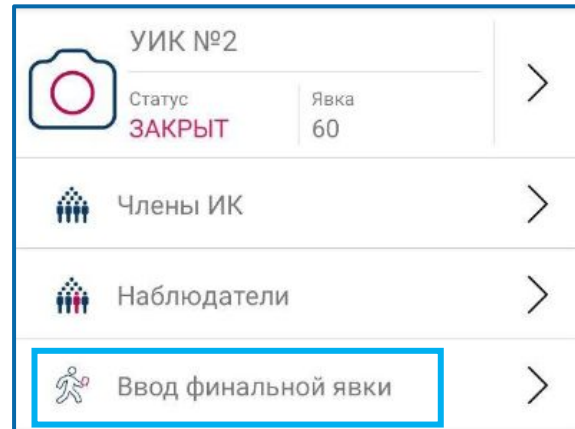 УИК №2
Статус Явка
ЗАКРЫТ 60
Члены ИК
Наблюдатели
Ввод финальной явки